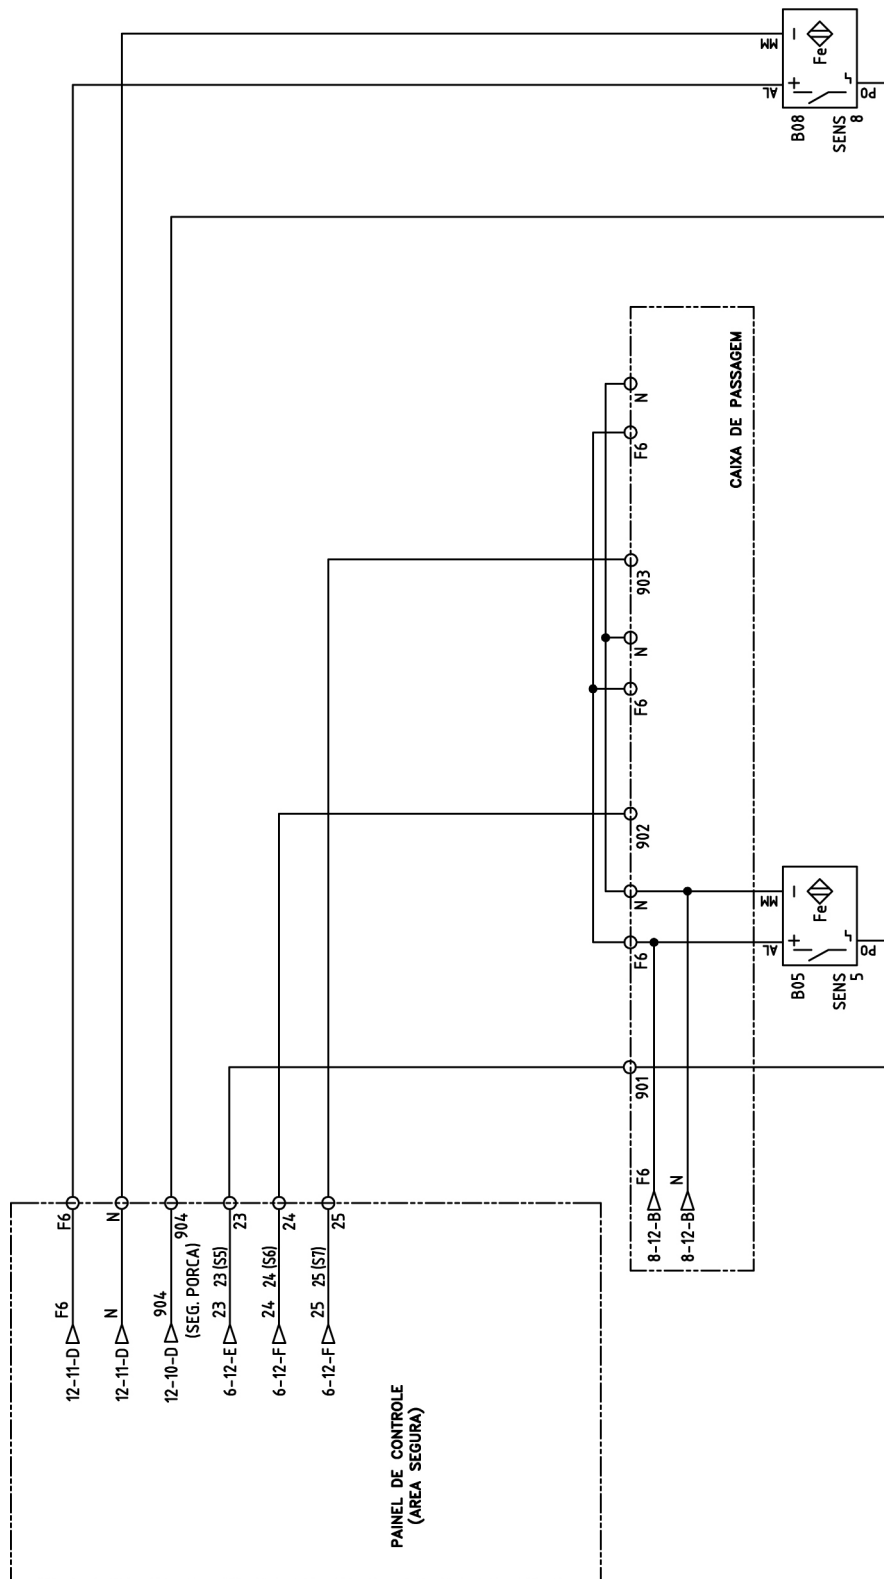 12-11-D
F6
F6
12-11-D
N
N
12-10-D
904
904
(SEG. PORCA)
6-12-E
23
23 (S5)
23
6-12-F
24
24 (S6)
24
6-12-F
25
25 (S7)
25
PAINEL DE CONTROLE
(AREA SEGURA)
8-12-B
F6
8-12-B
N
901
F6
N
902
F6
N
903
F6
N
CAIXA DE PASSAGEM
AL
MM
+
−
Fe
PO
B05
SENS
5
AL
MM
+
−
Fe
PO
B08
SENS
8